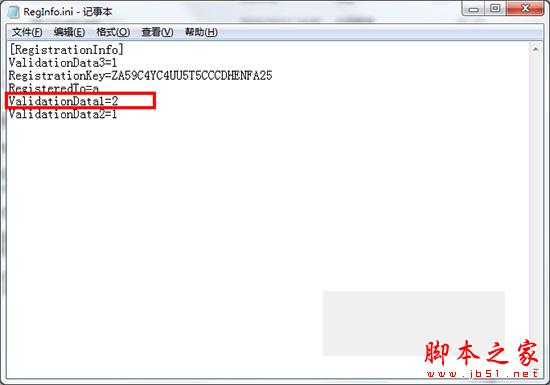 RegInfo.ini - 记事本
文件(F) 编辑(E) 格式(O) 查看(V) 帮助(H)
[RegistrationInfo]
ValidationData3=1
RegistrationKey=ZA59C4YC4UU5T5CCCDHENFA25
RegisteredTo=a
ValidationData1=2
ValidationData2=1
脚本之家
www.jb51.net